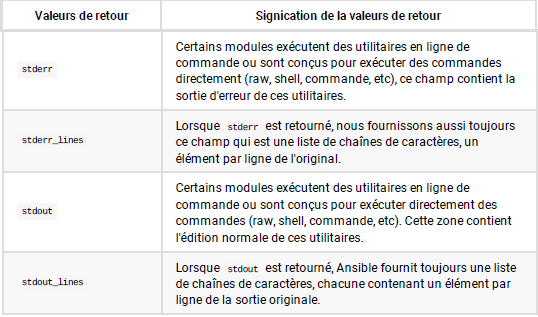 Valeurs de retour
Signication de la valeurs de retour
stderr
Certains modules exécutent des utilitaires en ligne de
commande ou sont conçus pour exécuter des commandes
directement (raw, shell, commande, etc), ce champ contient la
sortie d'erreur de ces utilitaires.
stderr_lines
Lorsque stderr est retourné, nous fournissons aussi toujours
ce champ qui est une liste de chaînes de caractères, un
élément par ligne de l'original.
stdout
Certains modules exécutent des utilitaires en ligne de
commande ou sont conçus pour exécuter directement des
commandes (raw, shell, commande, etc). Cette zone contient
l'édition normale de ces utilitaires.
stdout_lines
Lorsque stdout est retourné, Ansible fournit toujours une liste
de chaînes de caractères, chacune contenant un élément par
ligne de la sortie originale.